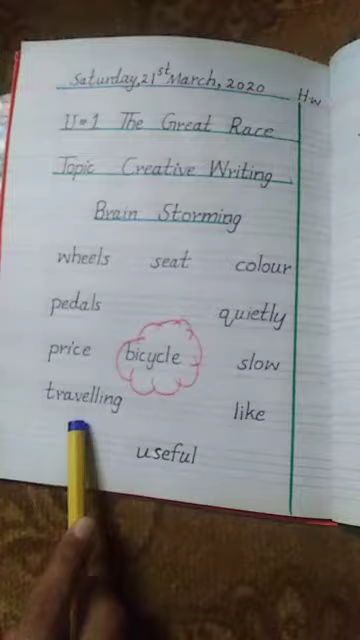 Saturday, 21st March, 2020
H.w
U=1 The Great Race
Topic Creative Writing
Brain Storming
wheels seat colour
pedals quietly
price bicycle slow
travelling like
useful